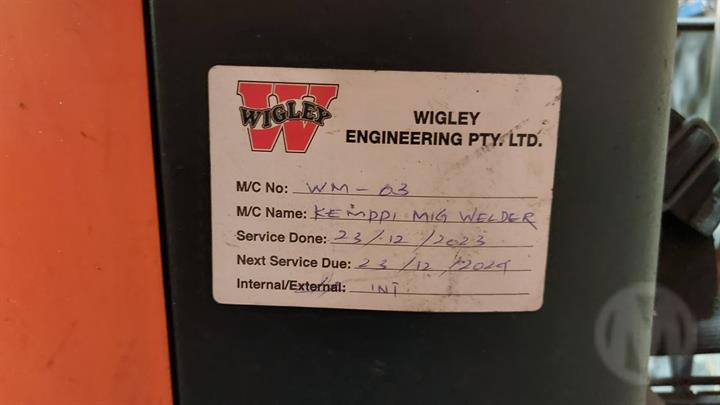 WIGLEY
WIGLEY
ENGINEERING PTY. LTD.
M/C No: WM-03
M/C Name: KEMPPI MIG WELDER
Service Done: 23/12/2023
Next Service Due: 23/12/2024
Internal/External: INT